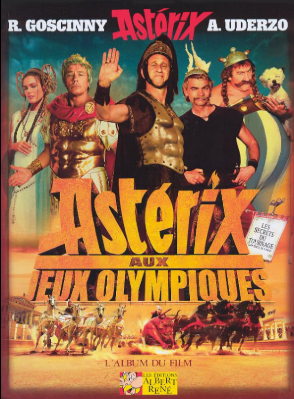 R. GOSCINNY Astérix A. UDERZO
Astérix
AUX
JEUX OLYMPIQUES
LES
SECRETS
DU
TOURNAGE
L'ALBUM DU FILM
LES ÉDITIONS
ALBERT
RENÉ